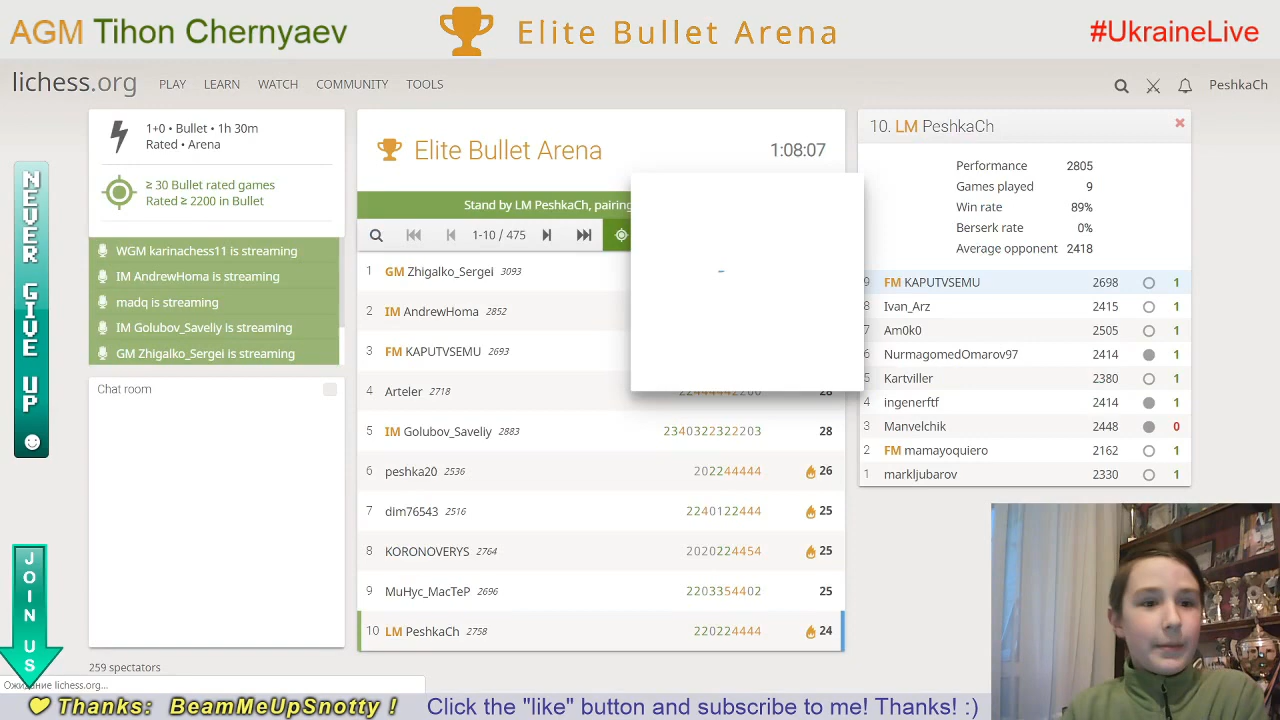 AGM Tihon Chernyaev
Elite Bullet Arena
#UkraineLive
lichess.org
PLAY LEARN WATCH COMMUNITY TOOLS
PeshkaCh
NEVER GIVE UP
JOIN US
1+0 • Bullet • 1h 30m
Rated • Arena
≥ 30 Bullet rated games
Rated ≥ 2200 in Bullet
WGM karinachess11 is streaming
IM AndrewHoma is streaming
madq is streaming
IM Golubov_Saveliy is streaming
GM Zhigalko_Sergei is streaming
Chat room
259 spectators
Ожидание lichess.org...
Elite Bullet Arena 1:08:07
Stand by LM PeshkaCh, pairing
1-10 / 475
1 GM Zhigalko_Sergei 3093
2 IM AndrewHoma 2852
3 FM KAPUTVSEMU 2693
4 Arteler 2718 28
5 IM Golubov_Saveliy 2883 2340322322203 28
6 peshka20 2536 202244444 26
7 dim76543 2516 2240122444 25
8 KORONOVERYS 2764 2020224454 25
9 MuHyc_MacTeP 2696 2203354402 25
10 LM PeshkaCh 2758 220224444 24
10. LM PeshkaCh
Performance 2805
Games played 9
Win rate 89%
Berserk rate 0%
Average opponent 2418
9 FM KAPUTVSEMU 2698 1
8 Ivan_Arz 2415 1
7 Am0k0 2505 1
6 NurmagomedOmarov97 2414 1
5 Kartviller 2380 1
4 ingenerftf 2414 1
3 Manvelchik 2448 0
2 FM mamayoquiero 2162 1
1 markljubarov 2330 1
Thanks: BeamMeUpSnotty !
Click the "like" button and subscribe to me! Thanks! :)